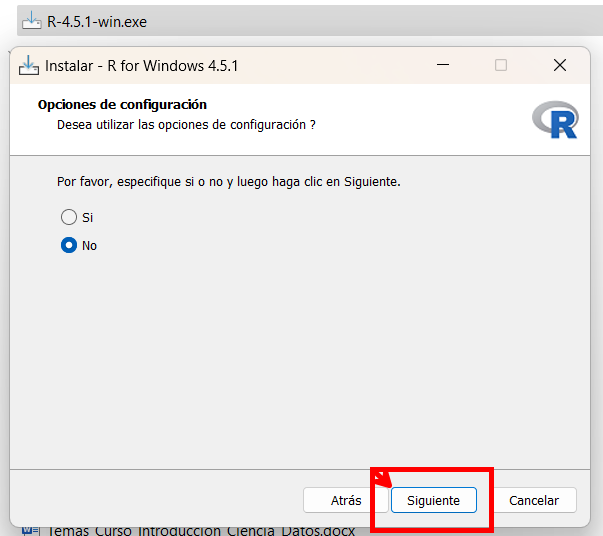 R-4.5.1-win.exe
Instalar - R for Windows 4.5.1
Opciones de configuración
Desea utilizar las opciones de configuración ?
R
Por favor, especifique si o no y luego haga clic en Siguiente.
Si
No
Atrás Siguiente Cancelar
Temas Curso Introducción Ciencia Datos.docx